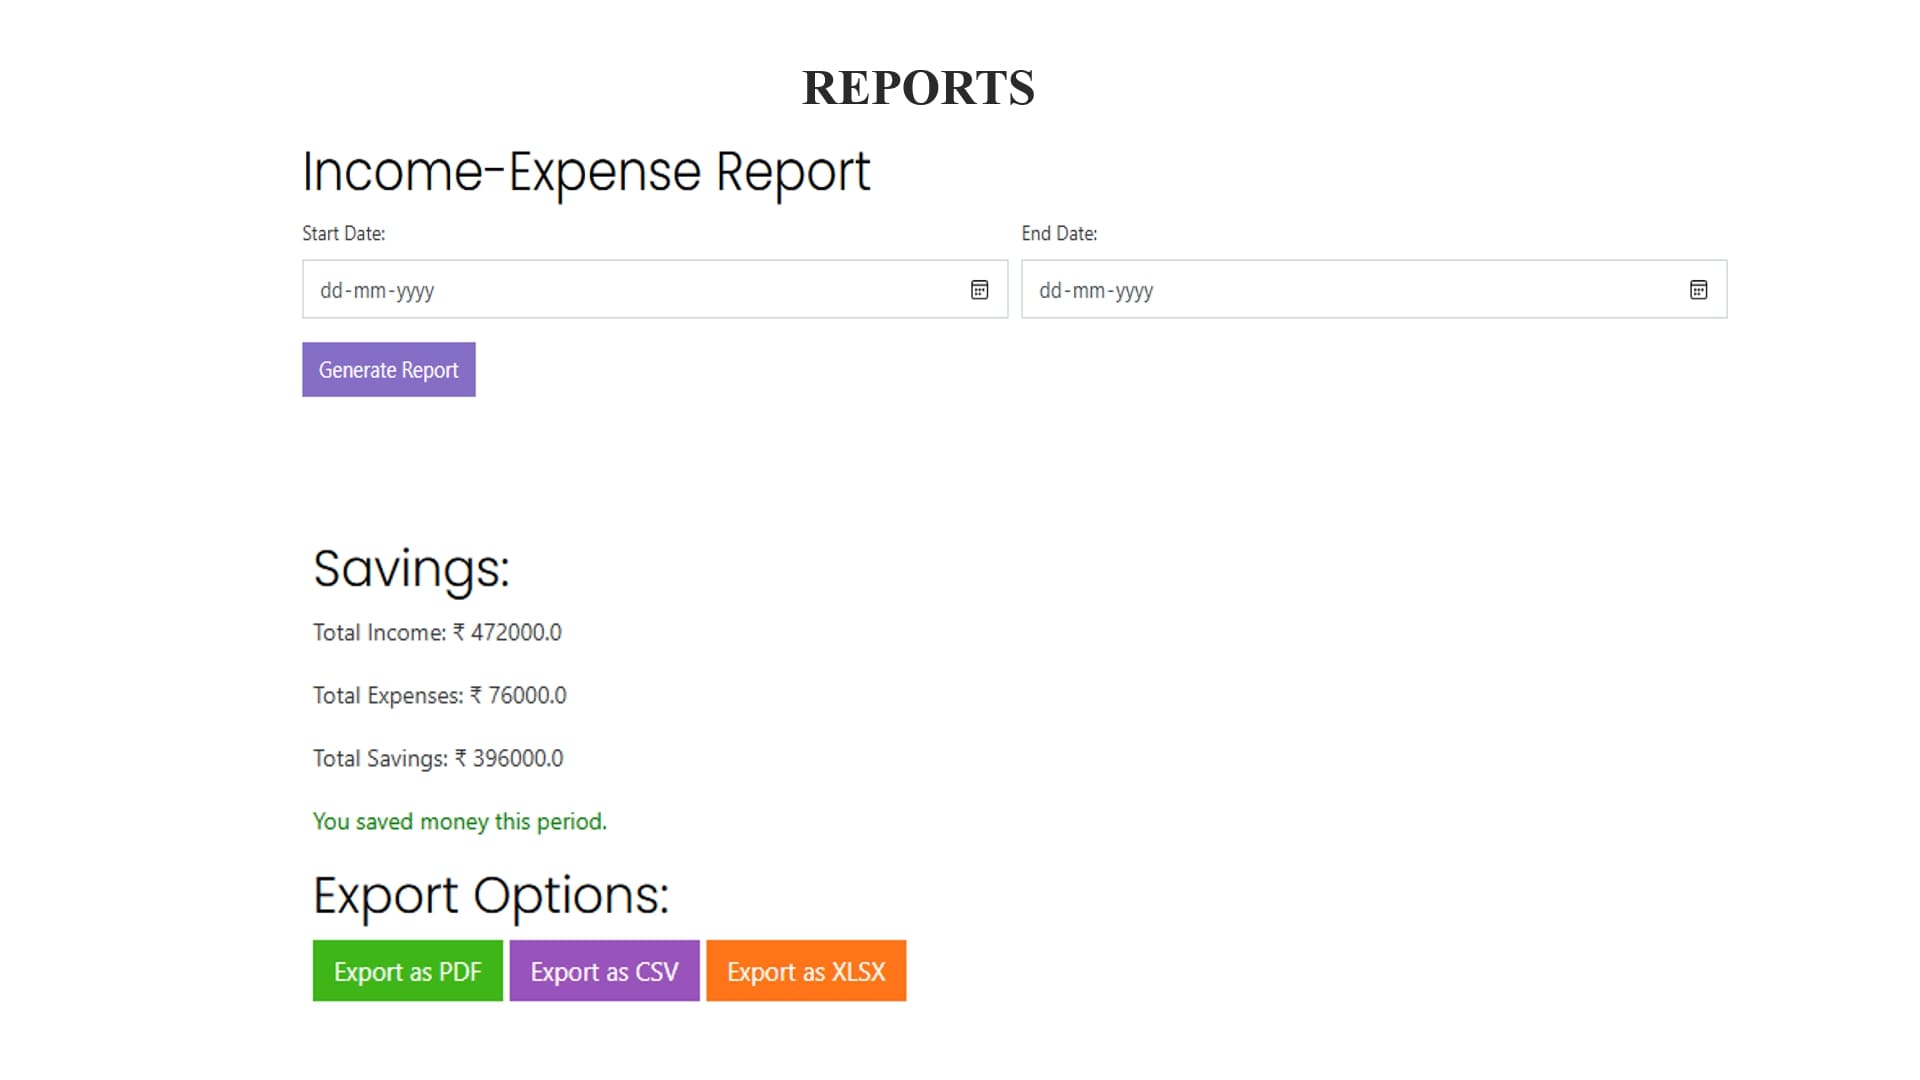 REPORTS
Income-Expense Report
Start Date: End Date:
dd-mm-yyyy dd-mm-yyyy
Generate Report
Savings:
Total Income: ₹ 472000.0
Total Expenses: ₹ 76000.0
Total Savings: ₹ 396000.0
You saved money this period.
Export Options:
Export as PDF Export as CSV Export as XLSX